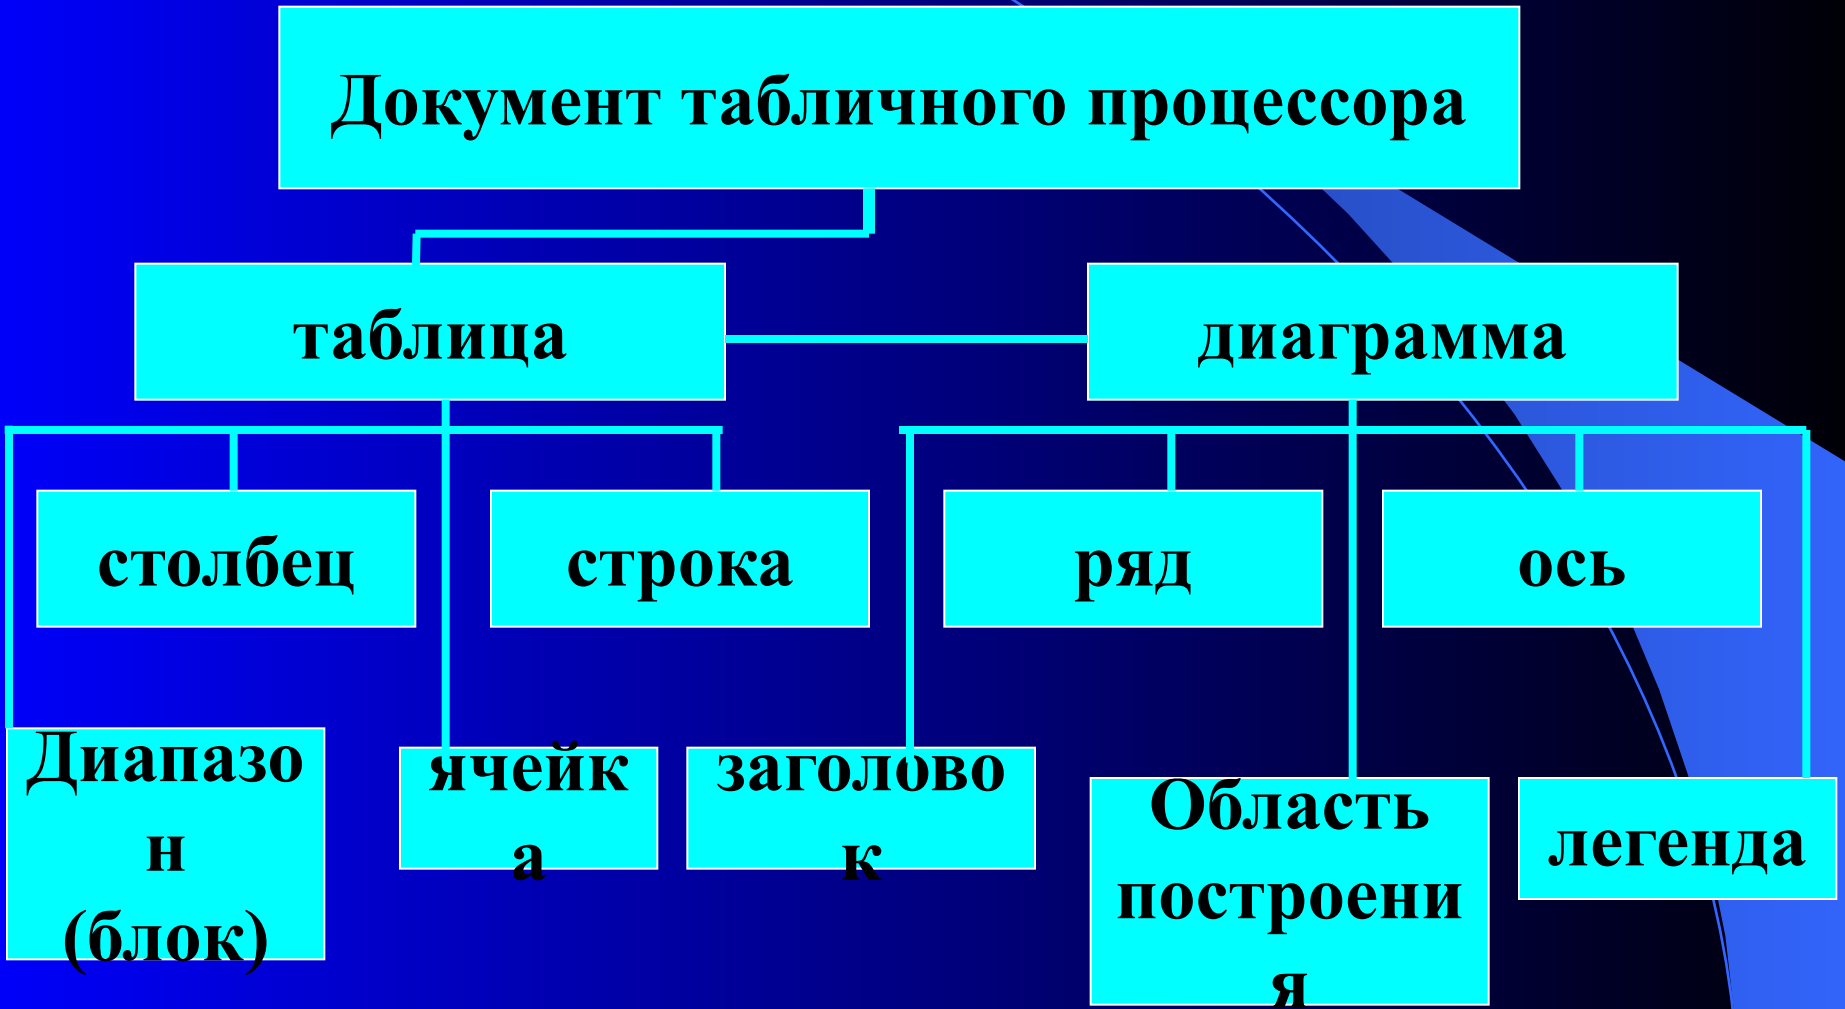 Документ табличного процессора
таблица
диаграмма
столбец
строка
ряд
ось
Диапазо
н
(блок)
ячейк
а
заголово
к
Область
построени
я
легенда